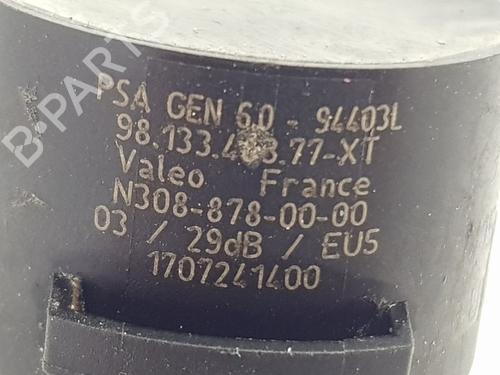 B-PARTS
PSA GEN 6.0 - 94403L
Valeo France
N308-878-00-00
03 / 29dB / EU5
1707241400